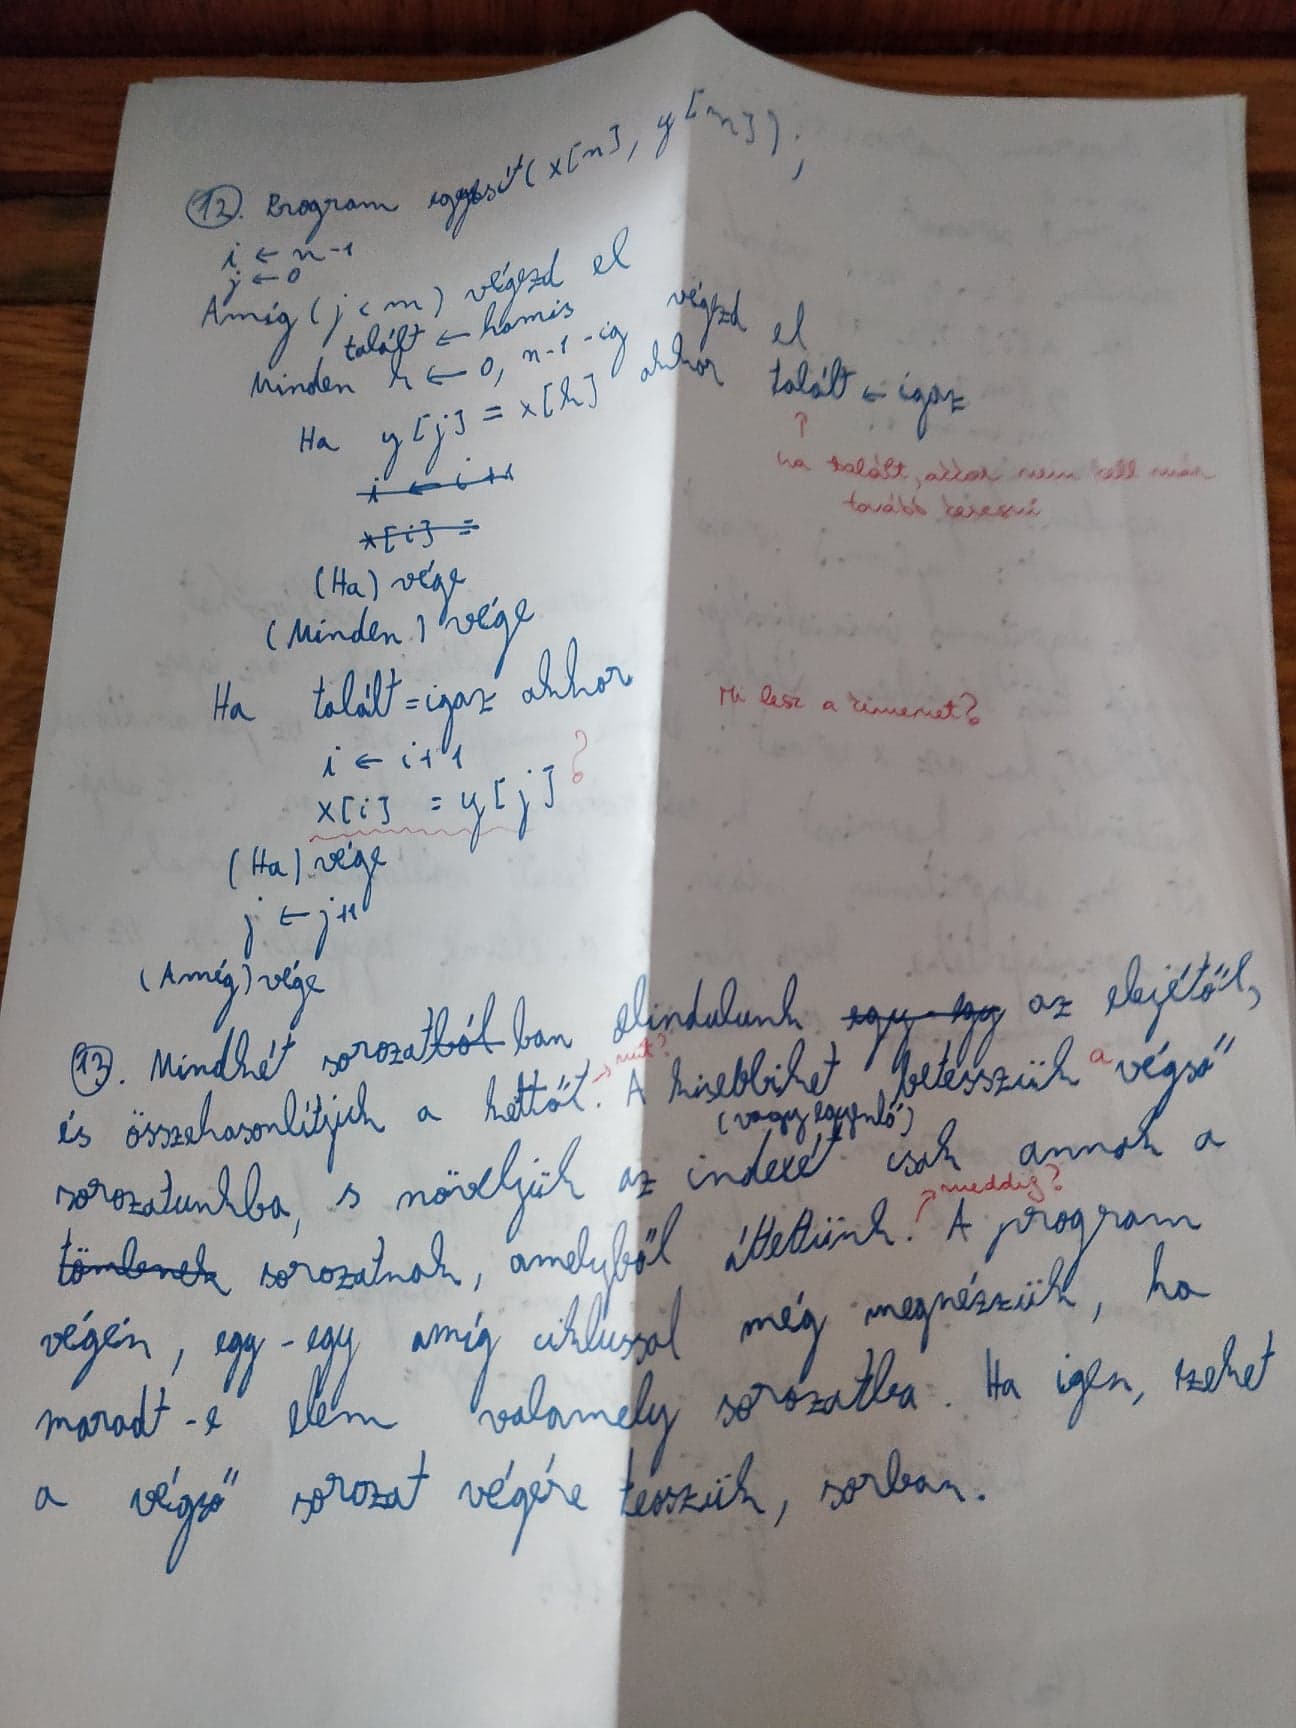 12. Program egyesít(x[n], y[m]);
i ← n-1
j ← 0
Amíg (j < m) végezd el
talált ← hamis
Minden k ← 0, n-1-ig végezd el
Ha y[j] = x[k] akkor talált ← igaz
↑
ha talált, akkor nem kell már
tovább keresni
i ← i+1
x[i] =
(Ha) vége
(Minden) vége
Ha talált = igaz akkor
Mi lesz a kimenet?
i ← i+1
x[i] = y[j] ?
(Ha) vége
j ← j+1
(Amíg) vége
13. Mindkét sorozatból ban elindulunk egy-egy az elejétől,
→ mit?
és összehasonlítjuk a kettőt. A kisebbiket betesszük a végső
(vagy egyenlő)
sorozatunkba, s növeljük az indexét csak annak a
→ meddig?
tömbnek sorozatnak, amelyből áttettünk. A program
végén, egy-egy amíg ciklussal még megnézzük, ha
maradt-e elem valamely sorozatba. Ha igen, ezeket
a végső sorozat végére tesszük, sorban.